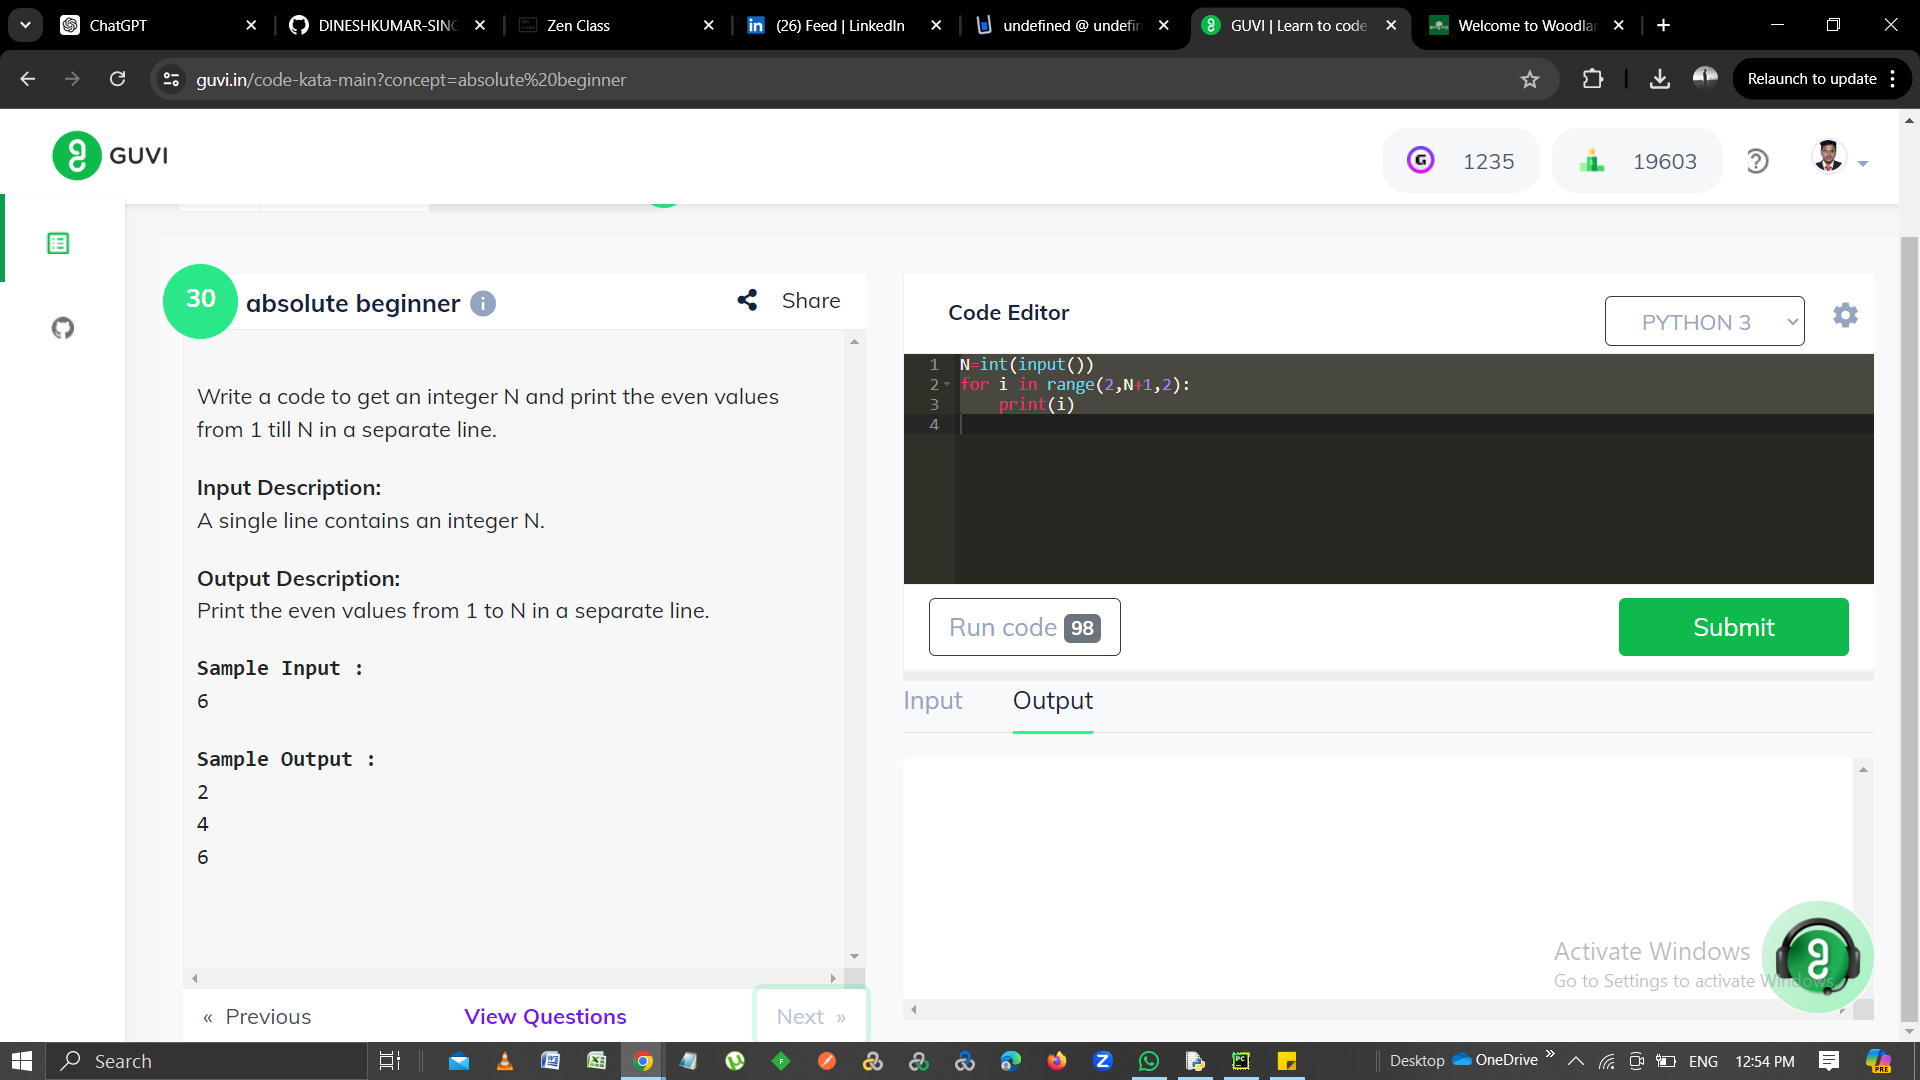 ChatGPT
DINESHKUMAR-SINC
Zen Class
(26) Feed | LinkedIn
undefined @ undefin
GUVI | Learn to code
Welcome to Woodlan
guvi.in/code-kata-main?concept=absolute%20beginner
Relaunch to update
GUVI
1235
19603
30
absolute beginner
Share
Write a code to get an integer N and print the even values
from 1 till N in a separate line.
Input Description:
A single line contains an integer N.
Output Description:
Print the even values from 1 to N in a separate line.
Sample Input :
6
Sample Output :
2
4
6
« Previous
View Questions
Next »
Code Editor
PYTHON 3
1 N=int(input())
2 for i in range(2,N+1,2):
3 print(i)
4
Run code 98
Submit
Input
Output
Activate Windows
Go to Settings to activate Windows.
Search
Desktop
OneDrive
ENG
12:54 PM